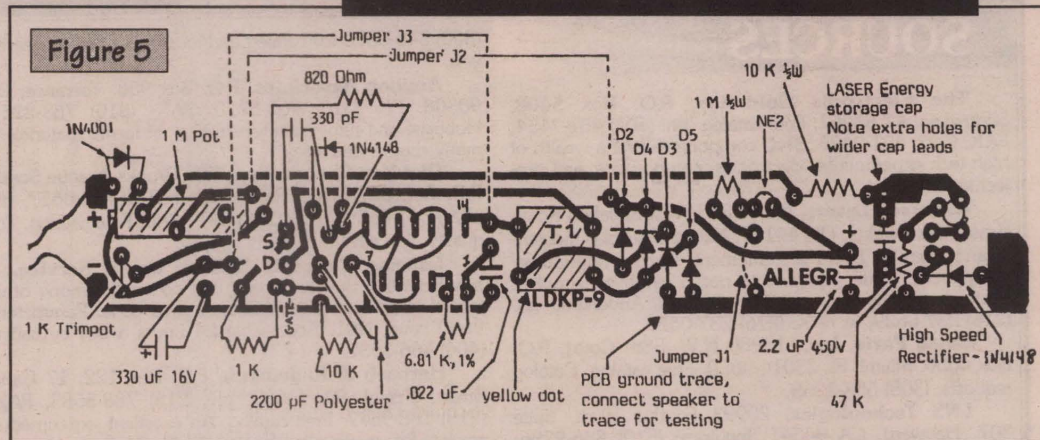 Figure 5
Jumper J3
Jumper J2
820 Ohm
330 pF
1N4001
1 M Pot
1N4148
10 K ½W
1 M ½W
NE2
LASER Energy
storage cap
Note extra holes for
wider cap leads
D2
D4
D3
D5
+
-
S
D
GATE
7
14
1
T1
LDKP-9
+
ALLEGR
1 K Trimpot
330 uF 16V
+
1 K
10 K
2200 pF Polyester
6.81 K, 1%
.022 uF
yellow dot
PCB ground trace,
connect speaker to
trace for testing
Jumper J1
2.2 uF 450V
47 K
High Speed
Rectifier - 1N4148